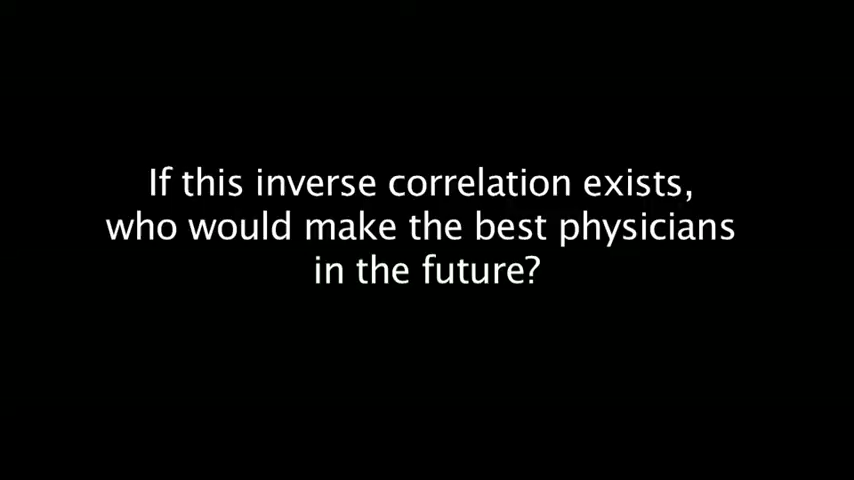 If this inverse correlation exists,
who would make the best physicians
in the future?